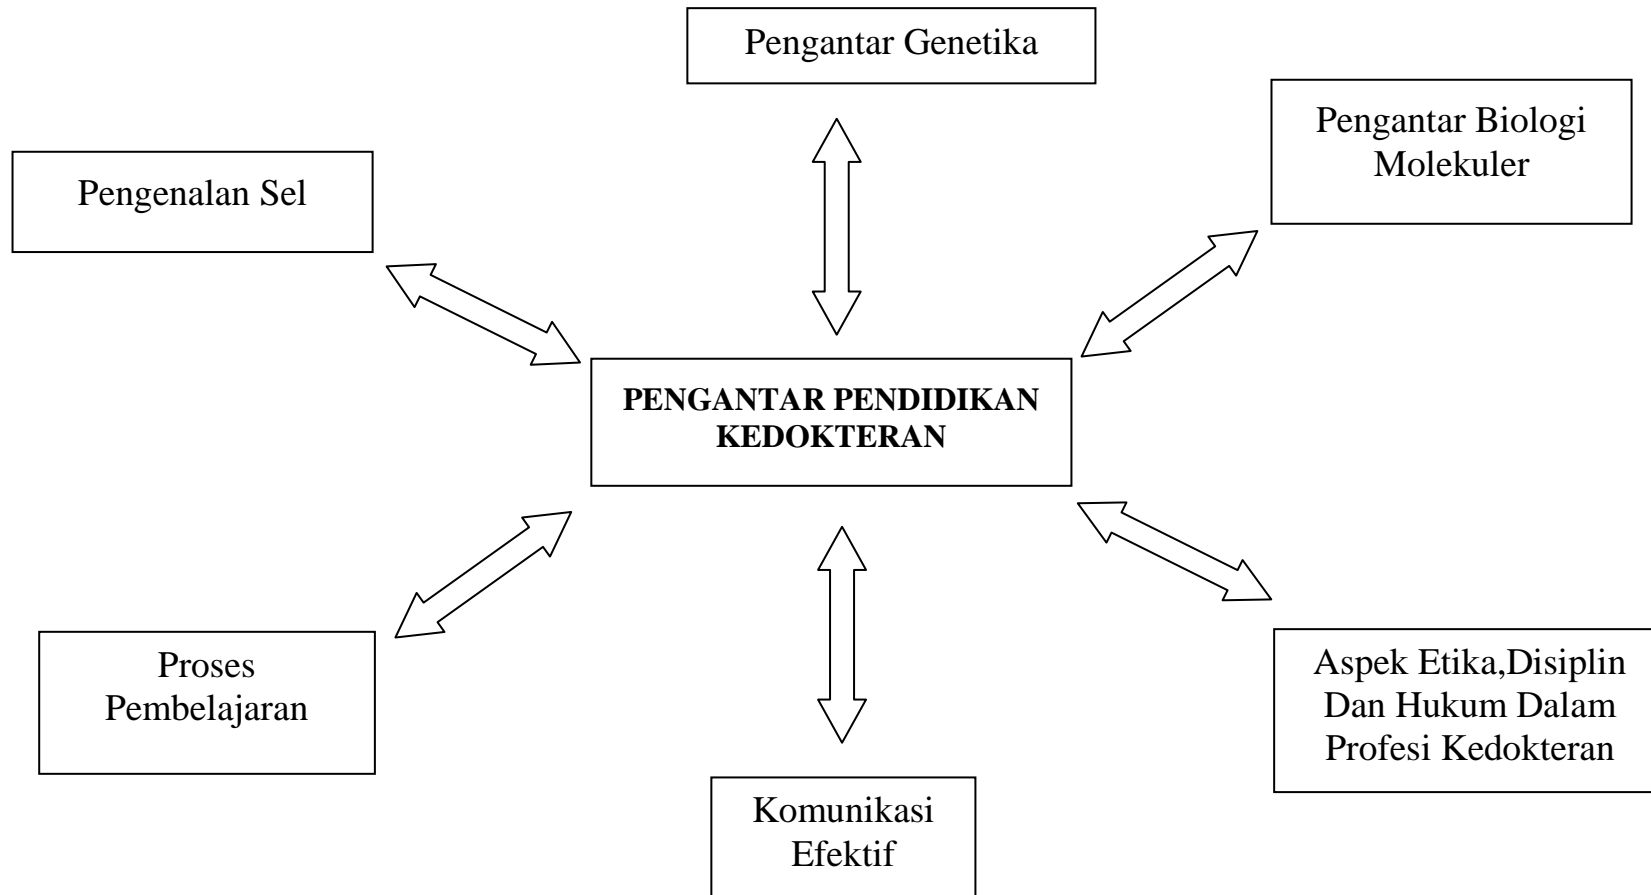 Pengantar Genetika
Pengantar Biologi
Molekuler
Pengenalan Sel
PENGANTAR PENDIDIKAN
KEDOKTERAN
Proses
Pembelajaran
Aspek Etika,Disiplin
Dan Hukum Dalam
Profesi Kedokteran
Komunikasi
Efektif